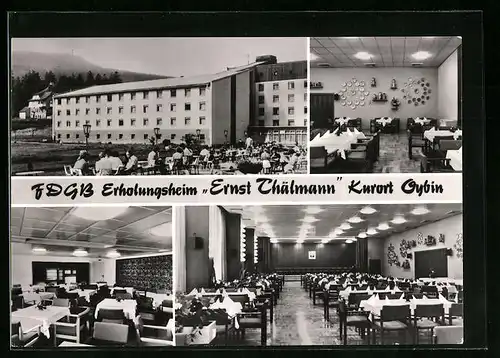 FDGB Erholungsheim „Ernst Thälmann" Kurort Oybin